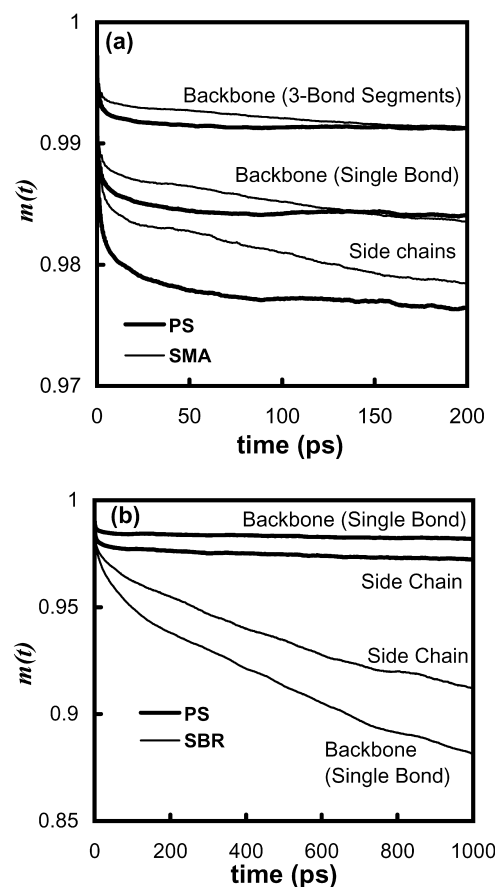 1
(a)
Backbone (3-Bond Segments)
0.99
Backbone (Single Bond)
m(t)
Side chains
0.98
PS
SMA
0.97
0 50 100 150 200
time (ps)
1
(b)
Backbone (Single Bond)
Side Chain
0.95
m(t)
Side Chain
0.9
PS
SBR
Backbone
(Single Bond)
0.85
0 200 400 600 800 1000
time (ps)